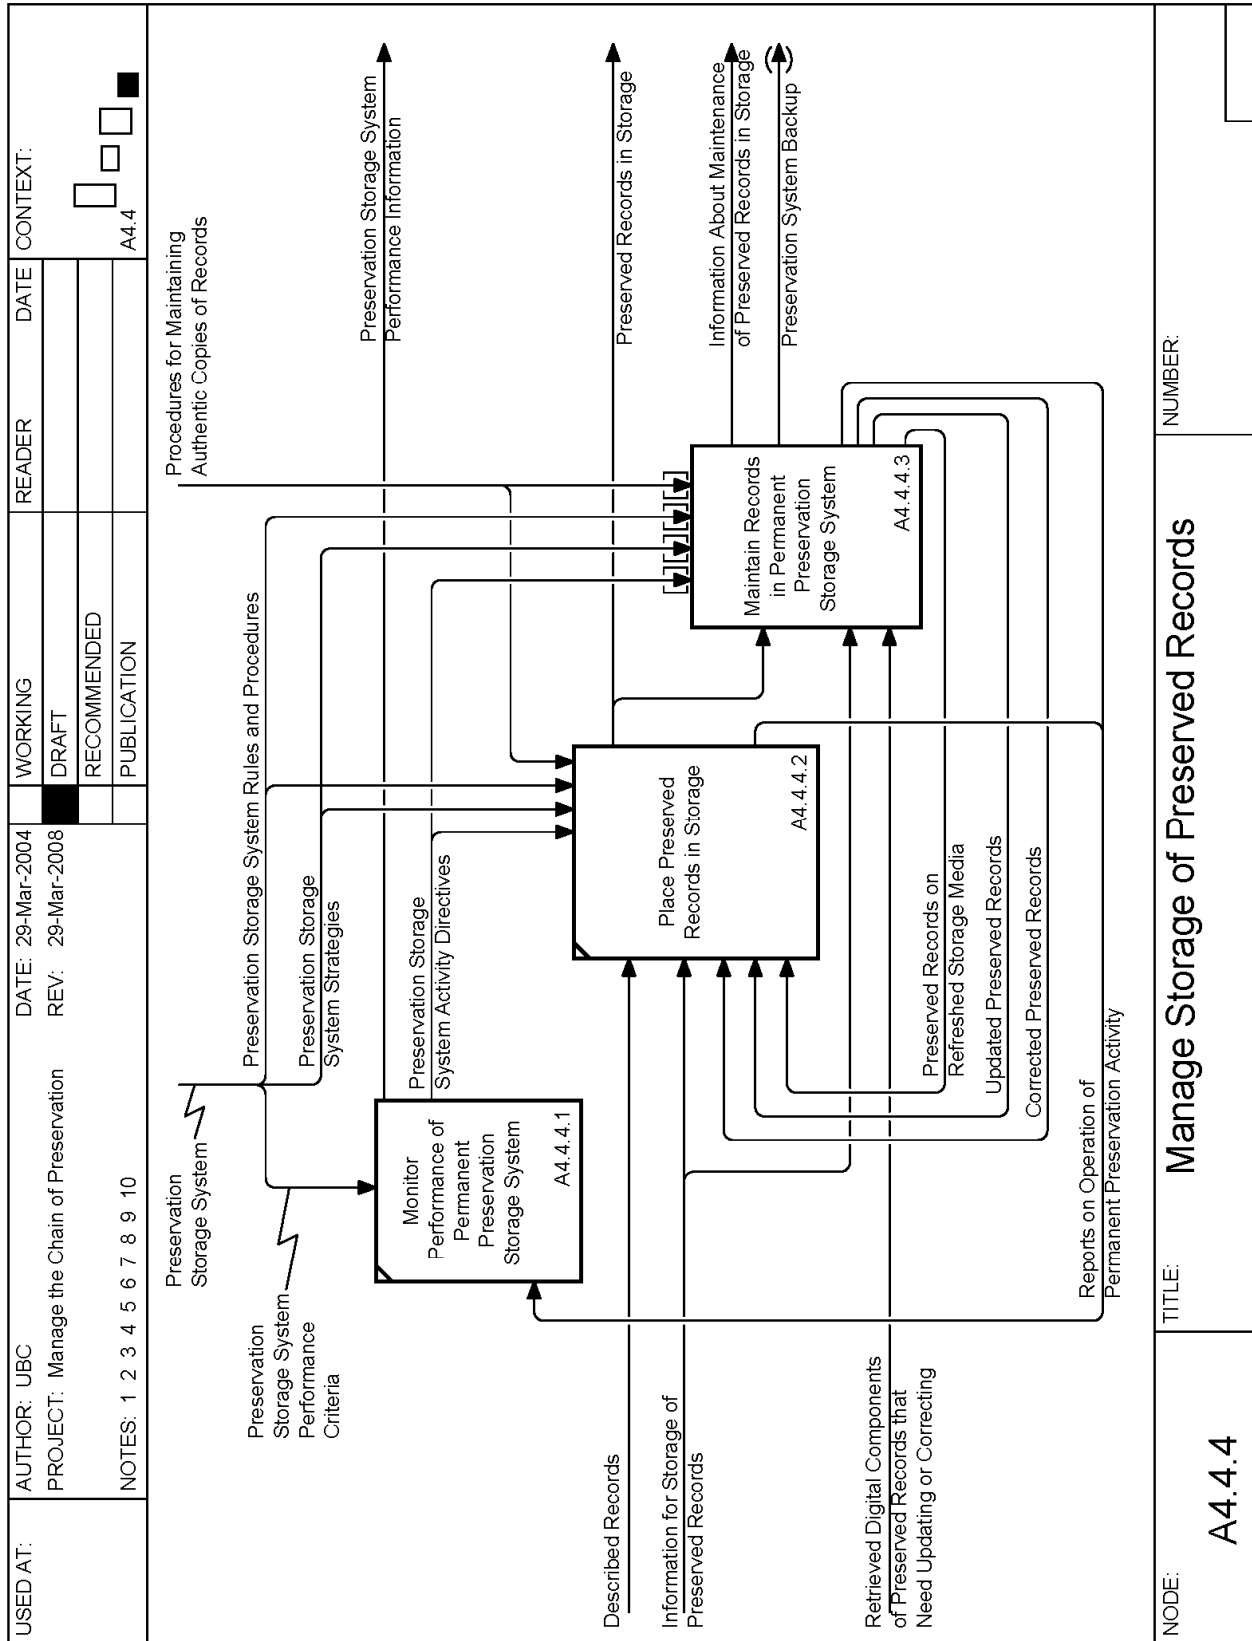 USED AT:
AUTHOR: UBC
PROJECT: Manage the Chain of Preservation
NOTES: 1 2 3 4 5 6 7 8 9 10
DATE: 29-Mar-2004
REV: 29-Mar-2008
WORKING
DRAFT
RECOMMENDED
PUBLICATION
READER
DATE
CONTEXT:
A4.4
Preservation
Storage System
Preservation
Storage System
Performance
Criteria
Preservation Storage System Rules and Procedures
Preservation Storage
System Strategies
Preservation Storage
System Activity Directives
Procedures for Maintaining
Authentic Copies of Records
Preservation Storage System
Performance Information
Preserved Records in Storage
Information About Maintenance
of Preserved Records in Storage
Preservation System Backup
Monitor
Performance of
Permanent
Preservation
Storage System
A4.4.4.1
Place Preserved
Records in Storage
A4.4.4.2
Maintain Records
in Permanent
Preservation
Storage System
A4.4.4.3
Described Records
Information for Storage of
Preserved Records
Retrieved Digital Components
of Preserved Records that
Need Updating or Correcting
Preserved Records on
Refreshed Storage Media
Updated Preserved Records
Corrected Preserved Records
Reports on Operation of
Permanent Preservation Activity
NODE:
A4.4.4
TITLE:
Manage Storage of Preserved Records
NUMBER: